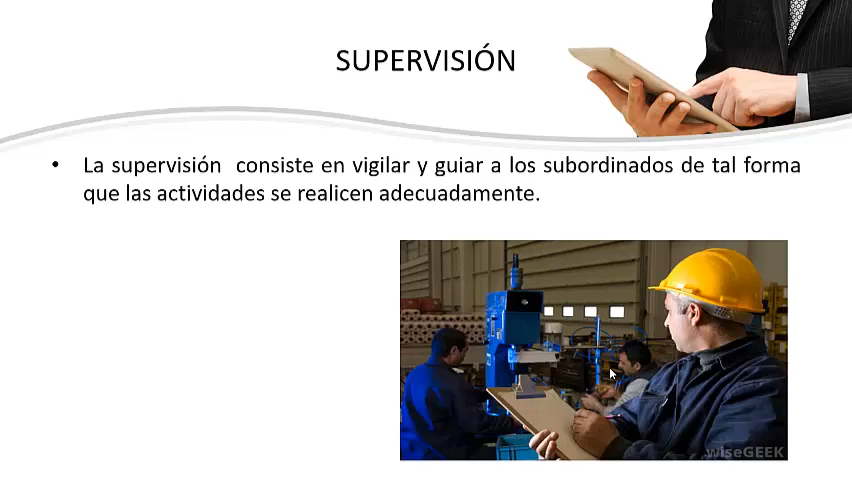 SUPERVISIÓN
• La supervisión consiste en vigilar y guiar a los subordinados de tal forma
que las actividades se realicen adecuadamente.
wiseGEEK